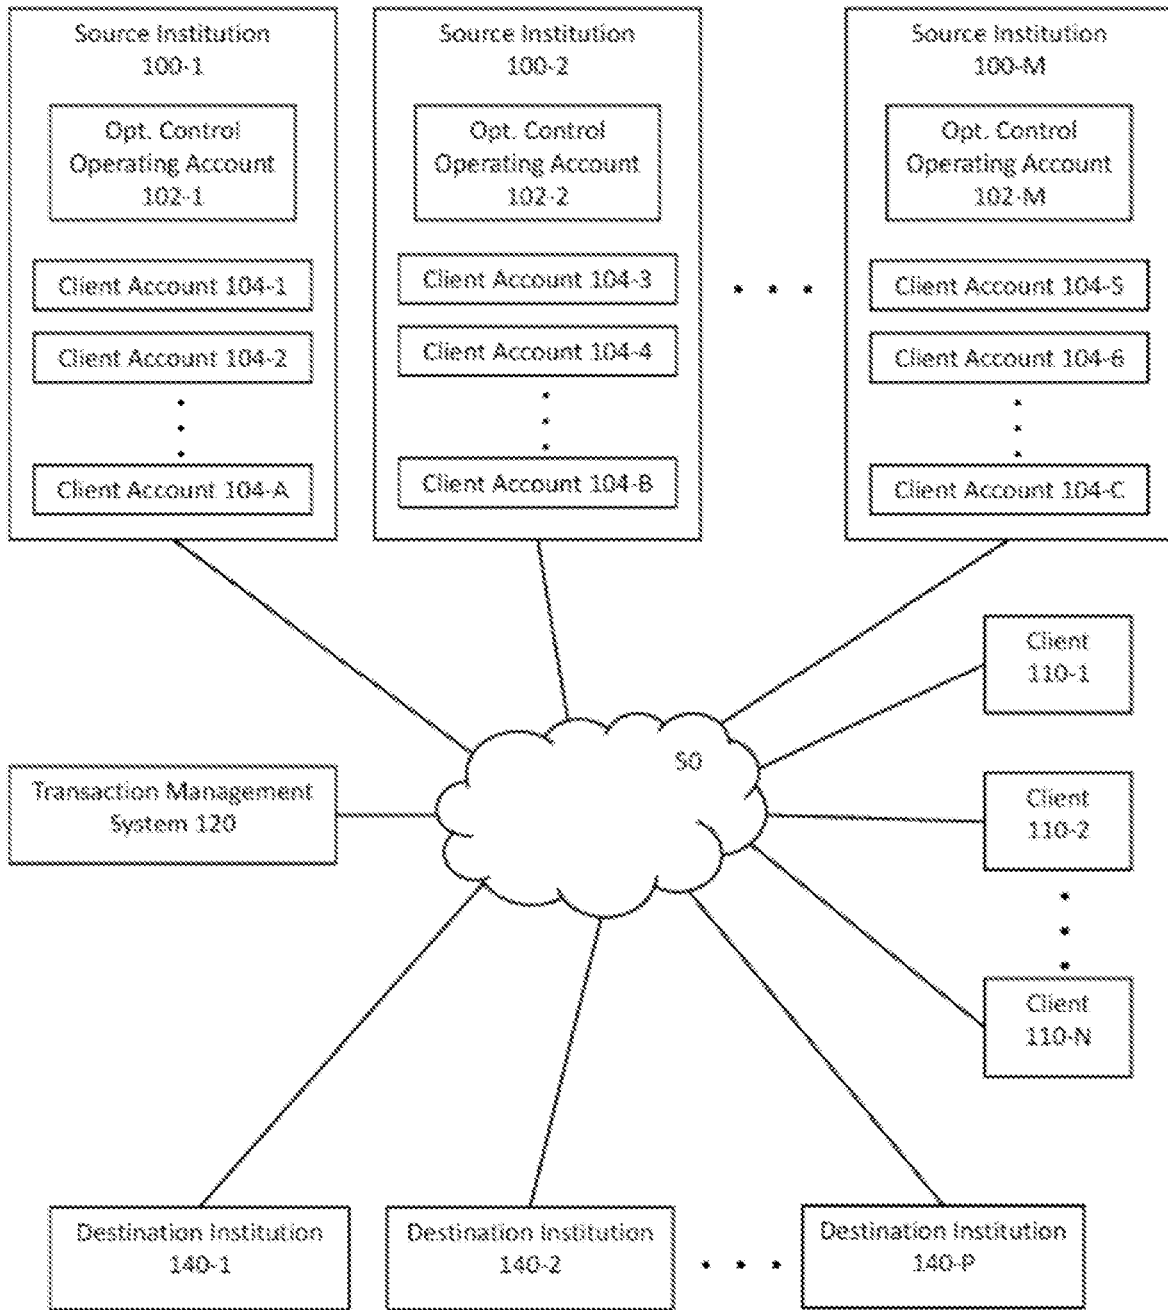 Source Institution
100-1
Opt. Control
Operating Account
102-1
Client Account 104-1
Client Account 104-2
Client Account 104-A
Source Institution
100-2
Opt. Control
Operating Account
102-2
Client Account 104-3
Client Account 104-4
Client Account 104-B
Source Institution
100-M
Opt. Control
Operating Account
102-M
Client Account 104-5
Client Account 104-6
Client Account 104-C
Client
110-1
50
Transaction Management
System 120
Client
110-2
Client
110-N
Destination Institution
140-1
Destination Institution
140-2
Destination Institution
140-P